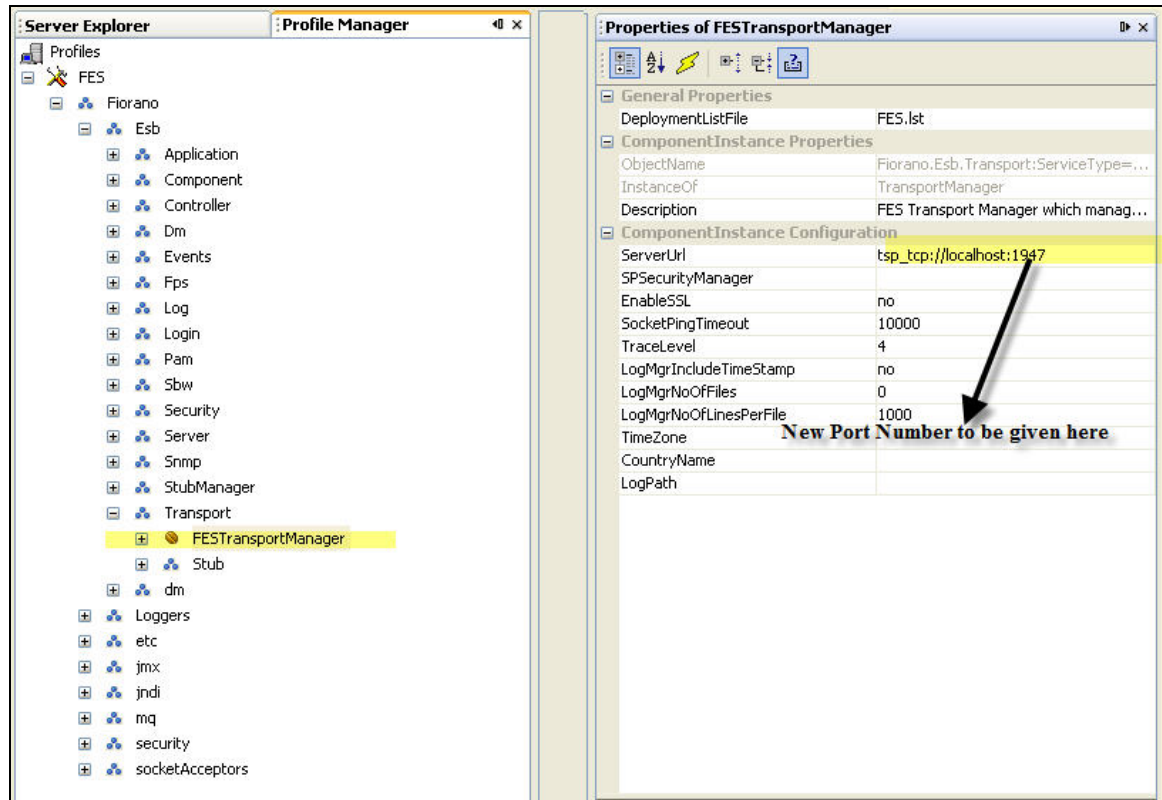 Server Explorer
Profile Manager
Profiles
FES
Fiorano
Esb
Application
Component
Controller
Dm
Events
Fps
Log
Login
Pam
Sbw
Security
Server
Snmp
StubManager
Transport
FESTransportManager
Stub
dm
Loggers
etc
jmx
jndi
mq
security
socketAcceptors
Properties of FESTransportManager
General Properties
DeploymentListFile FES.lst
ComponentInstance Properties
ObjectName Fiorano.Esb.Transport:ServiceType=...
InstanceOf TransportManager
Description FES Transport Manager which manag...
ComponentInstance Configuration
ServerUrl tsp_tcp://localhost:1947
SPSecurityManager
EnableSSL no
SocketPingTimeout 10000
TraceLevel 4
LogMgrIncludeTimeStamp no
LogMgrNoOfFiles 0
LogMgrNoOfLinesPerFile 1000
TimeZone New Port Number to be given here
CountryName
LogPath